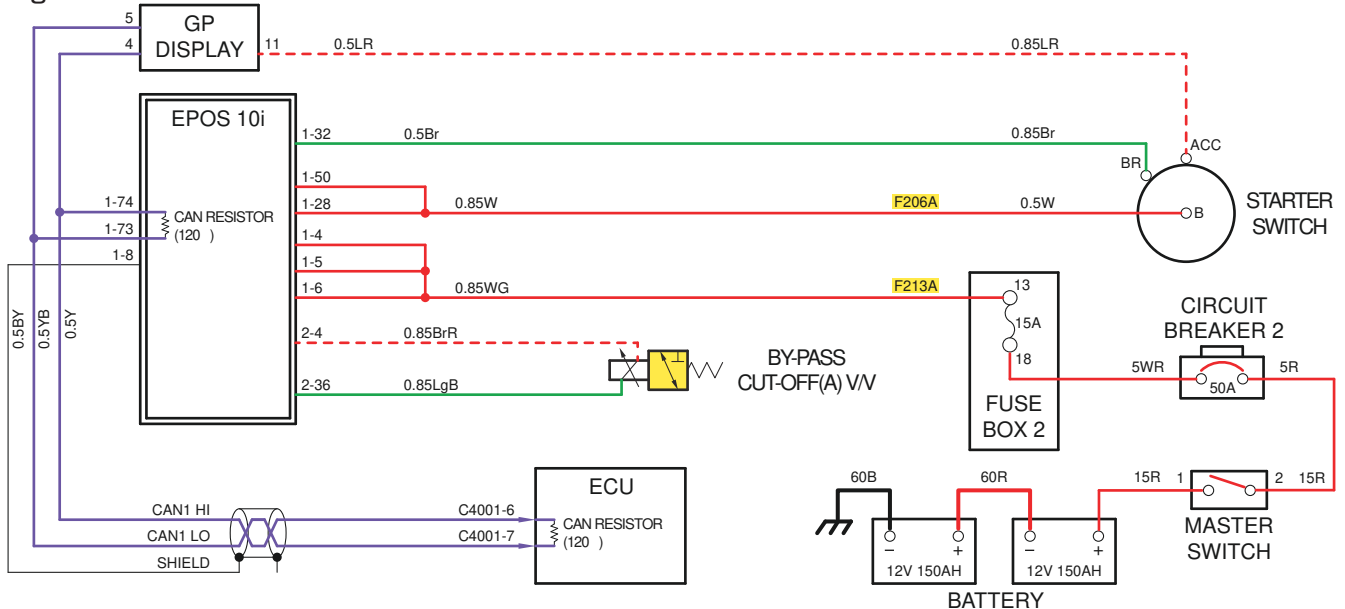 5
GP
DISPLAY
4
11
0.5LR
0.85LR
EPOS 10i
1-32
0.5Br
0.85Br
BR
ACC
1-50
1-28
0.85W
F206A
0.5W
B
STARTER
SWITCH
1-74
CAN RESISTOR
(120 )
1-73
1-8
1-4
1-5
1-6
0.85WG
F213A
13
15A
18
FUSE
BOX 2
CIRCUIT
BREAKER 2
5WR
50A
5R
0.5BY
0.5YB
0.5Y
2-4
0.85BrR
2-36
0.85LgB
BY-PASS
CUT-OFF(A) V/V
ECU
CAN RESISTOR
(120 )
CAN1 HI
C4001-6
CAN1 LO
C4001-7
SHIELD
60B
60R
15R
1
2
15R
MASTER
SWITCH
− +
12V 150AH
− +
12V 150AH
BATTERY